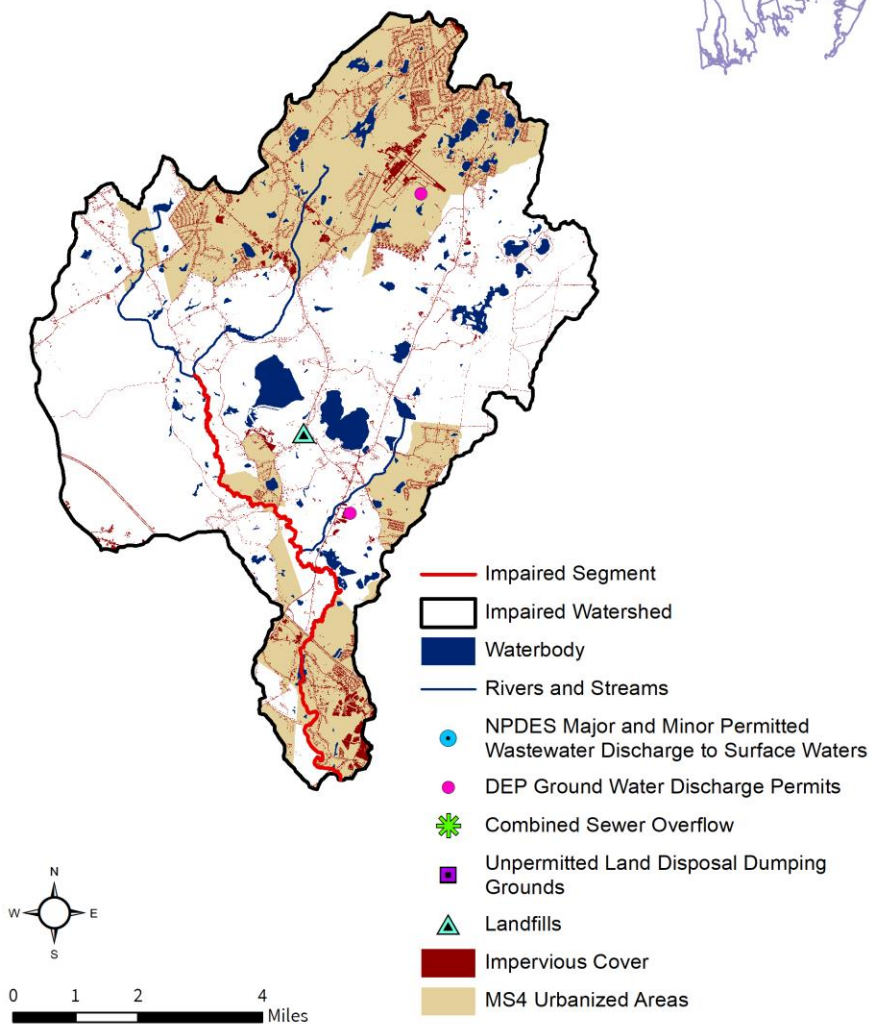 Impaired Segment
Impaired Watershed
Waterbody
Rivers and Streams
NPDES Major and Minor Permitted
Wastewater Discharge to Surface Waters
DEP Ground Water Discharge Permits
Combined Sewer Overflow
Unpermitted Land Disposal Dumping
Grounds
Landfills
Impervious Cover
MS4 Urbanized Areas
N
W E
S
0 1 2 4
Miles